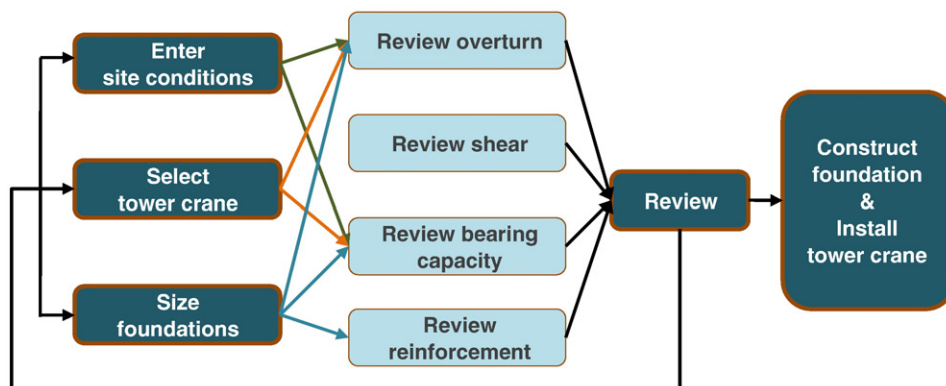 Enter
site conditions
Select
tower crane
Size
foundations
Review overturn
Review shear
Review bearing
capacity
Review
reinforcement
Review
Construct
foundation
&
Install
tower crane